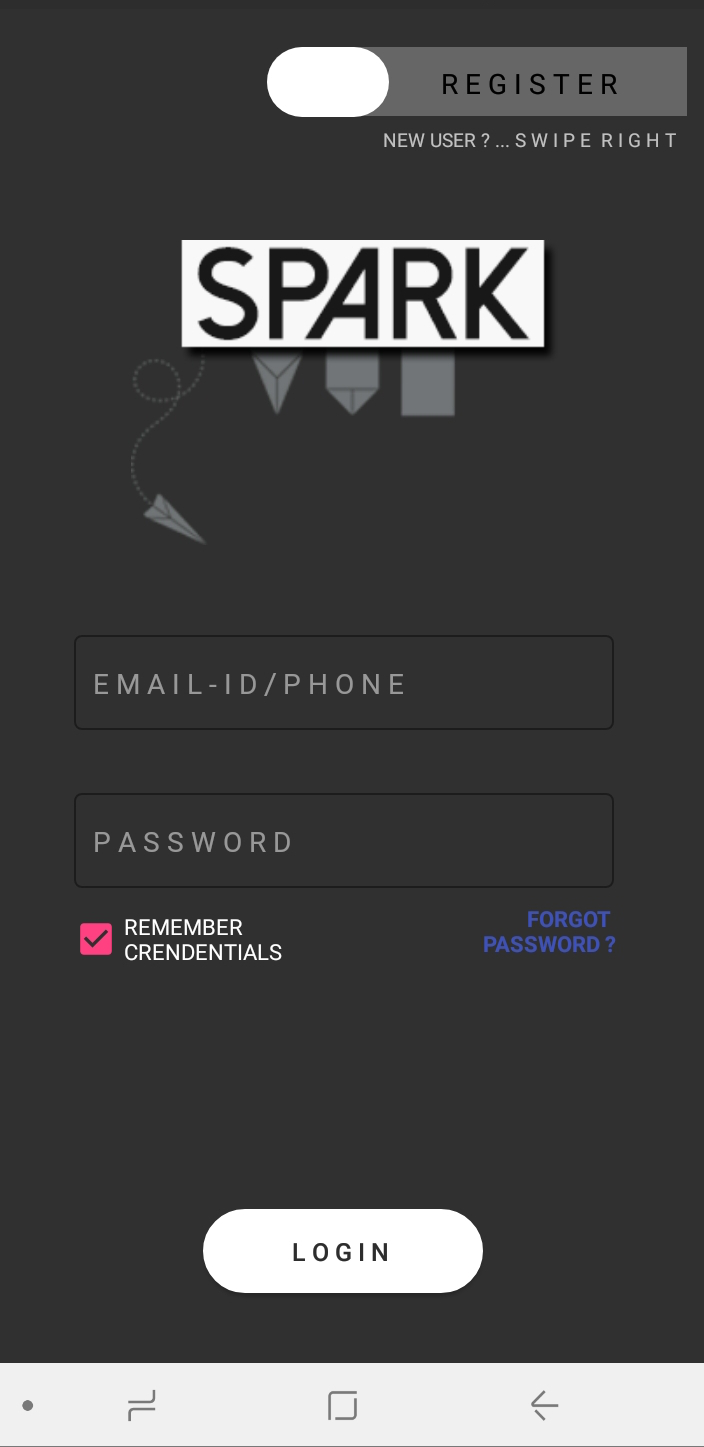 REGISTER
NEW USER ? ... SWIPE RIGHT
SPARK
EMAIL-ID/PHONE
PASSWORD
REMEMBER
CRENDENTIALS
FORGOT
PASSWORD ?
LOGIN